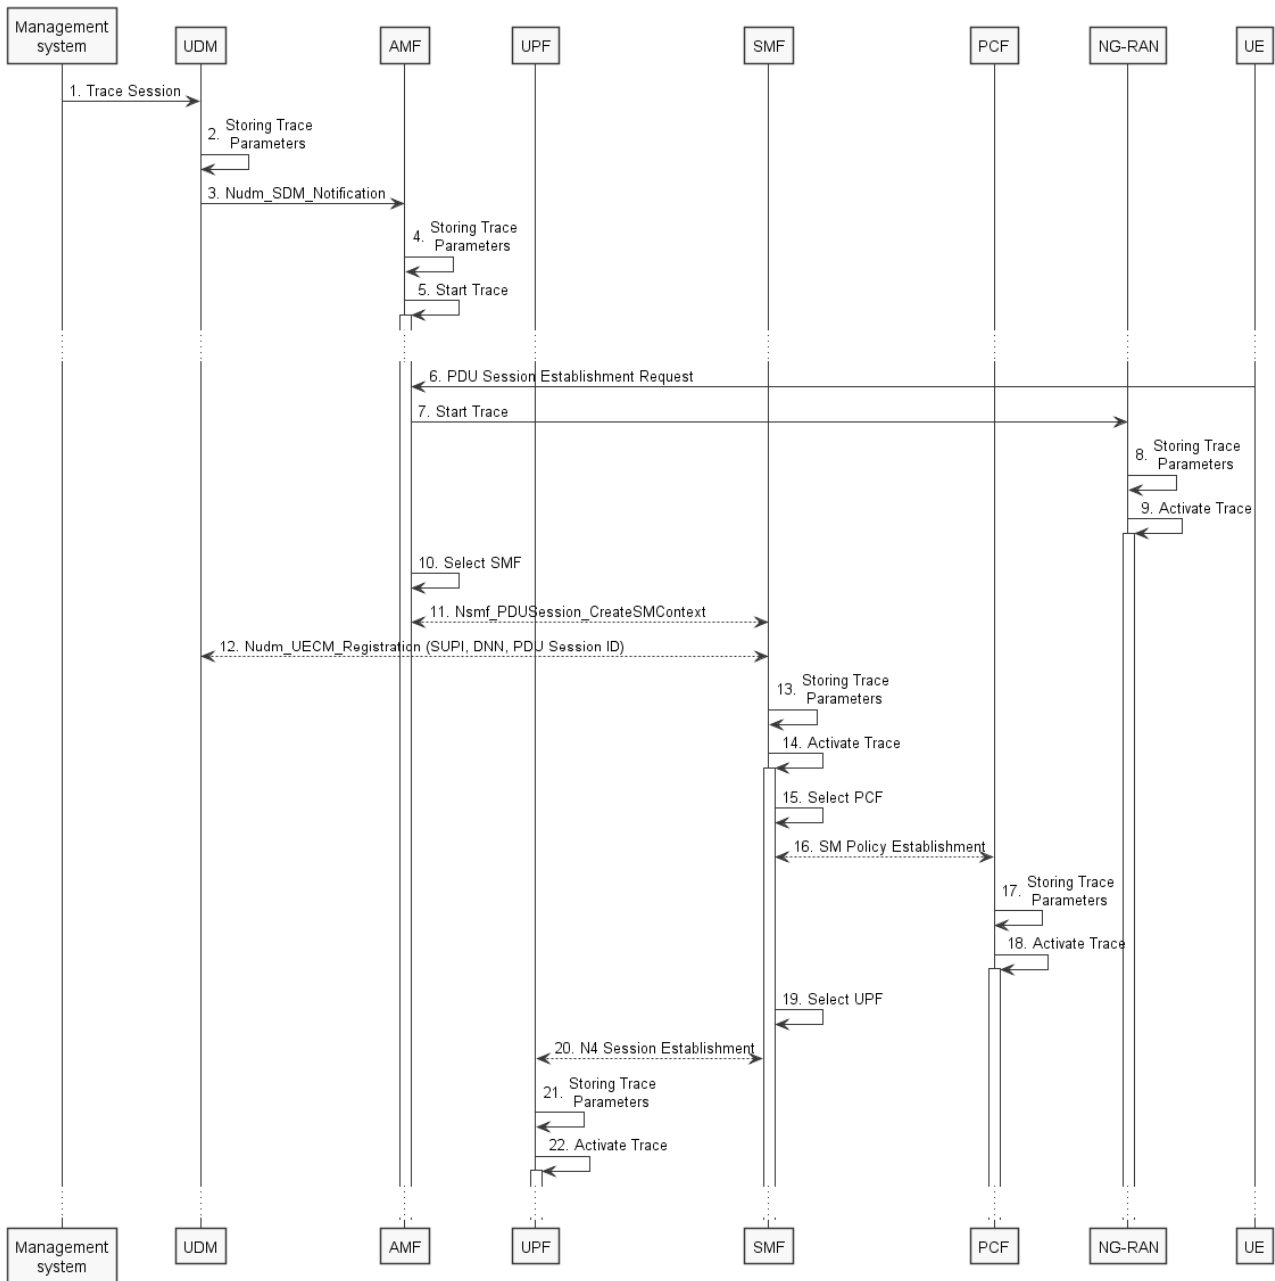 Management
system
UDM
AMF
UPF
SMF
PCF
NG-RAN
UE
1. Trace Session
2. Storing Trace
Parameters
3. Nudm_SDM_Notification
4. Storing Trace
Parameters
5. Start Trace
6. PDU Session Establishment Request
7. Start Trace
8. Storing Trace
Parameters
9. Activate Trace
10. Select SMF
11. Nsmf_PDUSession_CreateSMContext
12. Nudm_UECM_Registration (SUPI, DNN, PDU Session ID)
13. Storing Trace
Parameters
14. Activate Trace
15. Select PCF
16. SM Policy Establishment
17. Storing Trace
Parameters
18. Activate Trace
19. Select UPF
20. N4 Session Establishment
21. Storing Trace
Parameters
22. Activate Trace
Management
system
UDM
AMF
UPF
SMF
PCF
NG-RAN
UE